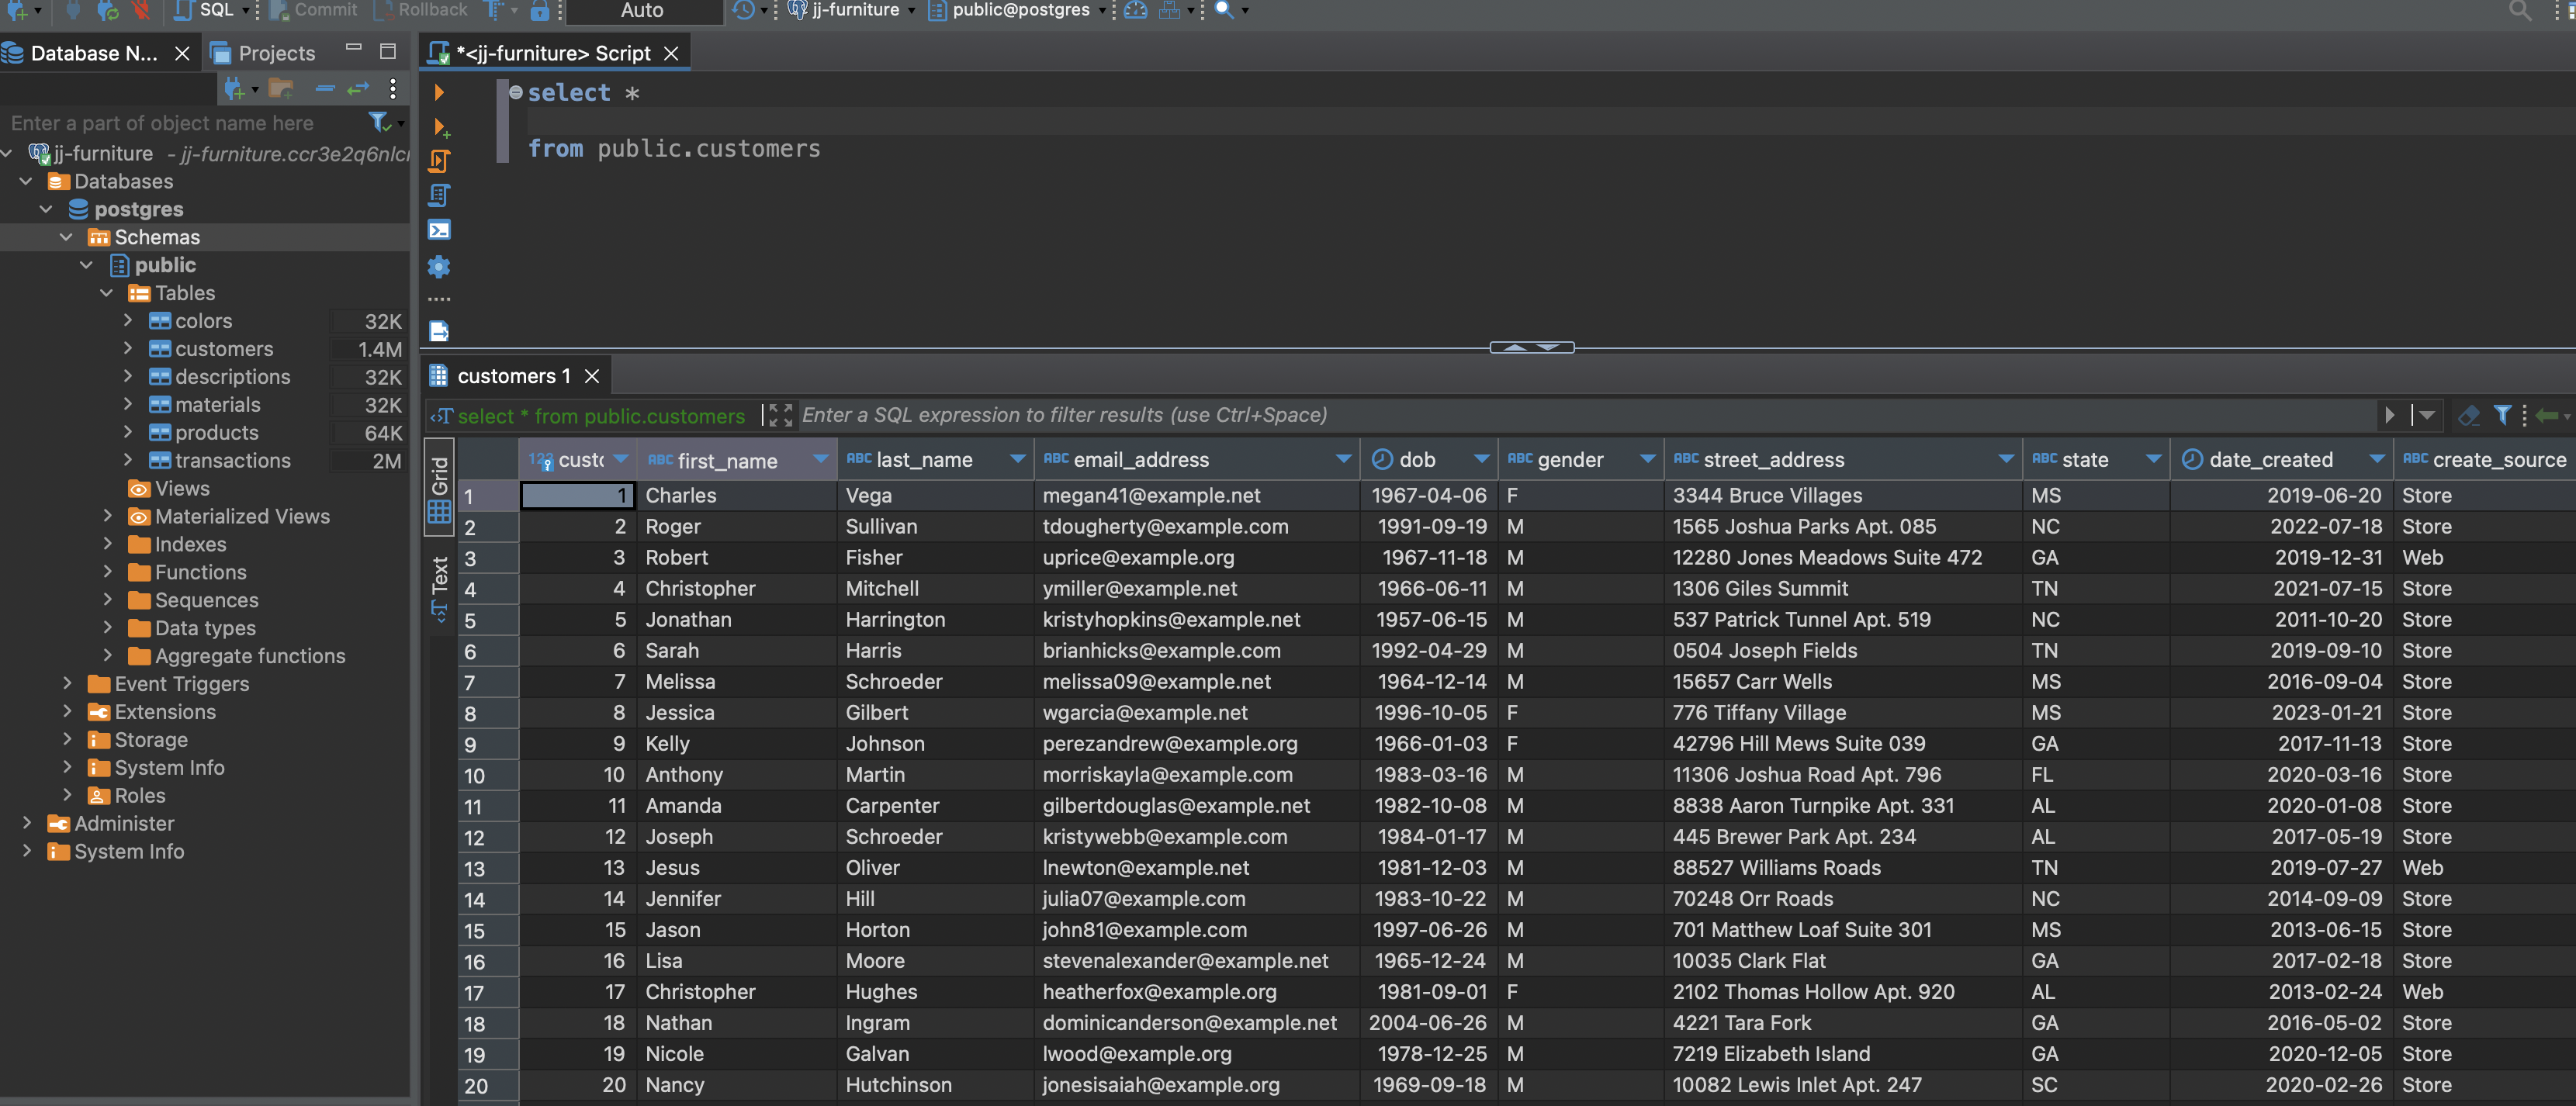 SQL Commit Rollback Auto jj-furniture public@postgres
Database N... Projects
*<jj-furniture> Script
Enter a part of object name here
jj-furniture - jj-furniture.ccr3e2q6nlcr
Databases
postgres
Schemas
public
Tables
colors 32K
customers 1.4M
descriptions 32K
materials 32K
products 64K
transactions 2M
Views
Materialized Views
Indexes
Functions
Sequences
Data types
Aggregate functions
Event Triggers
Extensions
Storage
System Info
Roles
Administer
System Info
select *
from public.customers
customers 1
select * from public.customers Enter a SQL expression to filter results (use Ctrl+Space)
Grid
Text
123 custo ABC first_name ABC last_name ABC email_address dob ABC gender ABC street_address ABC state date_created ABC create_source
1 1 Charles Vega megan41@example.net 1967-04-06 F 3344 Bruce Villages MS 2019-06-20 Store
2 2 Roger Sullivan tdougherty@example.com 1991-09-19 M 1565 Joshua Parks Apt. 085 NC 2022-07-18 Store
3 3 Robert Fisher uprice@example.org 1967-11-18 M 12280 Jones Meadows Suite 472 GA 2019-12-31 Web
4 4 Christopher Mitchell ymiller@example.net 1966-06-11 M 1306 Giles Summit TN 2021-07-15 Store
5 5 Jonathan Harrington kristyhopkins@example.net 1957-06-15 M 537 Patrick Tunnel Apt. 519 NC 2011-10-20 Store
6 6 Sarah Harris brianhicks@example.com 1992-04-29 M 0504 Joseph Fields TN 2019-09-10 Store
7 7 Melissa Schroeder melissa09@example.net 1964-12-14 M 15657 Carr Wells MS 2016-09-04 Store
8 8 Jessica Gilbert wgarcia@example.net 1996-10-05 F 776 Tiffany Village MS 2023-01-21 Store
9 9 Kelly Johnson perezandrew@example.org 1966-01-03 F 42796 Hill Mews Suite 039 GA 2017-11-13 Store
10 10 Anthony Martin morriskayla@example.com 1983-03-16 M 11306 Joshua Road Apt. 796 FL 2020-03-16 Store
11 11 Amanda Carpenter gilbertdouglas@example.net 1982-10-08 M 8838 Aaron Turnpike Apt. 331 AL 2020-01-08 Store
12 12 Joseph Schroeder kristywebb@example.com 1984-01-17 M 445 Brewer Park Apt. 234 AL 2017-05-19 Store
13 13 Jesus Oliver lnewton@example.net 1981-12-03 M 88527 Williams Roads TN 2019-07-27 Web
14 14 Jennifer Hill julia07@example.com 1983-10-22 M 70248 Orr Roads NC 2014-09-09 Store
15 15 Jason Horton john81@example.com 1997-06-26 M 701 Matthew Loaf Suite 301 MS 2013-06-15 Store
16 16 Lisa Moore stevenalexander@example.net 1965-12-24 M 10035 Clark Flat GA 2017-02-18 Store
17 17 Christopher Hughes heatherfox@example.org 1981-09-01 F 2102 Thomas Hollow Apt. 920 AL 2013-02-24 Web
18 18 Nathan Ingram dominicanderson@example.net 2004-06-26 M 4221 Tara Fork GA 2016-05-02 Store
19 19 Nicole Galvan lwood@example.org 1978-12-25 M 7219 Elizabeth Island GA 2020-12-05 Store
20 20 Nancy Hutchinson jonesisaiah@example.org 1969-09-18 M 10082 Lewis Inlet Apt. 247 SC 2020-02-26 Store